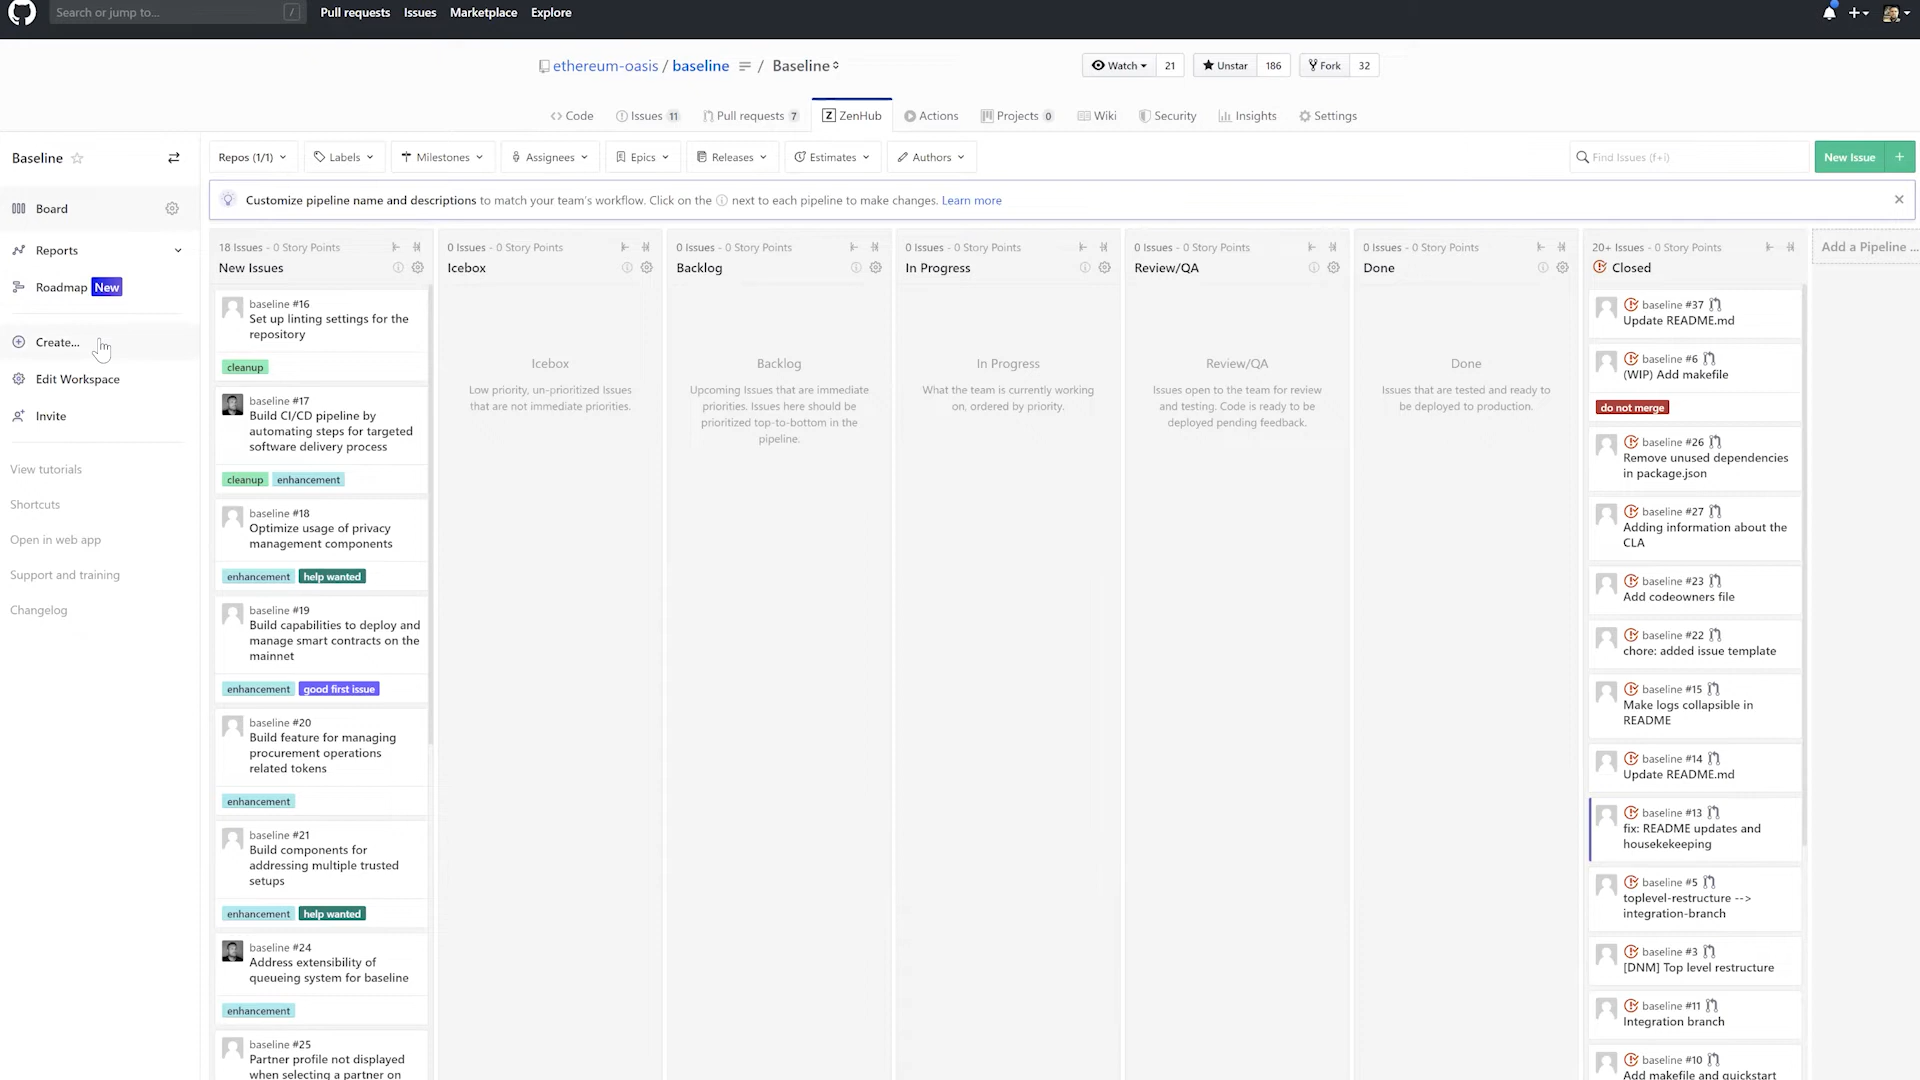 Search or jump to...
/
Pull requests
Issues
Marketplace
Explore
ethereum-oasis / baseline / Baseline
Watch 21
Unstar 186
Fork 32
Code
Issues 11
Pull requests 7
Z ZenHub
Actions
Projects 0
Wiki
Security
Insights
Settings
Baseline
Board
Reports
Roadmap New
Create...
Edit Workspace
Invite
View tutorials
Shortcuts
Open in web app
Support and training
Changelog
Repos (1/1)
Labels
Milestones
Assignees
Epics
Releases
Estimates
Authors
Find Issues (f+i)
New Issue +
Customize pipeline name and descriptions to match your team's workflow. Click on the ⓘ next to each pipeline to make changes. Learn more
18 Issues - 0 Story Points
New Issues
baseline #16
Set up linting settings for the
repository
cleanup
baseline #17
Build CI/CD pipeline by
automating steps for targeted
software delivery process
cleanup enhancement
baseline #18
Optimize usage of privacy
management components
enhancement help wanted
baseline #19
Build capabilities to deploy and
manage smart contracts on the
mainnet
enhancement good first issue
baseline #20
Build feature for managing
procurement operations
related tokens
enhancement
baseline #21
Build components for
addressing multiple trusted
setups
enhancement help wanted
baseline #24
Address extensibility of
queueing system for baseline
enhancement
baseline #25
Partner profile not displayed
when selecting a partner on
0 Issues - 0 Story Points
Icebox
Icebox
Low priority, un-prioritized Issues
that are not immediate priorities.
0 Issues - 0 Story Points
Backlog
Backlog
Upcoming Issues that are immediate
priorities. Issues here should be
prioritized top-to-bottom in the
pipeline.
0 Issues - 0 Story Points
In Progress
In Progress
What the team is currently working
on, ordered by priority.
0 Issues - 0 Story Points
Review/QA
Review/QA
Issues open to the team for review
and testing. Code is ready to be
deployed pending feedback.
0 Issues - 0 Story Points
Done
Done
Issues that are tested and ready to
be deployed to production.
20+ Issues - 0 Story Points
Closed
baseline #37
Update README.md
baseline #6
(WIP) Add makefile
do not merge
baseline #26
Remove unused dependencies
in package.json
baseline #27
Adding information about the
CLA
baseline #23
Add codeowners file
baseline #22
chore: added issue template
baseline #15
Make logs collapsible in
README
baseline #14
Update README.md
baseline #13
fix: README updates and
housekekeeping
baseline #5
toplevel-restructure -->
integration-branch
baseline #3
[DNM] Top level restructure
baseline #11
Integration branch
baseline #10
Add makefile and quickstart
Add a Pipeline ...